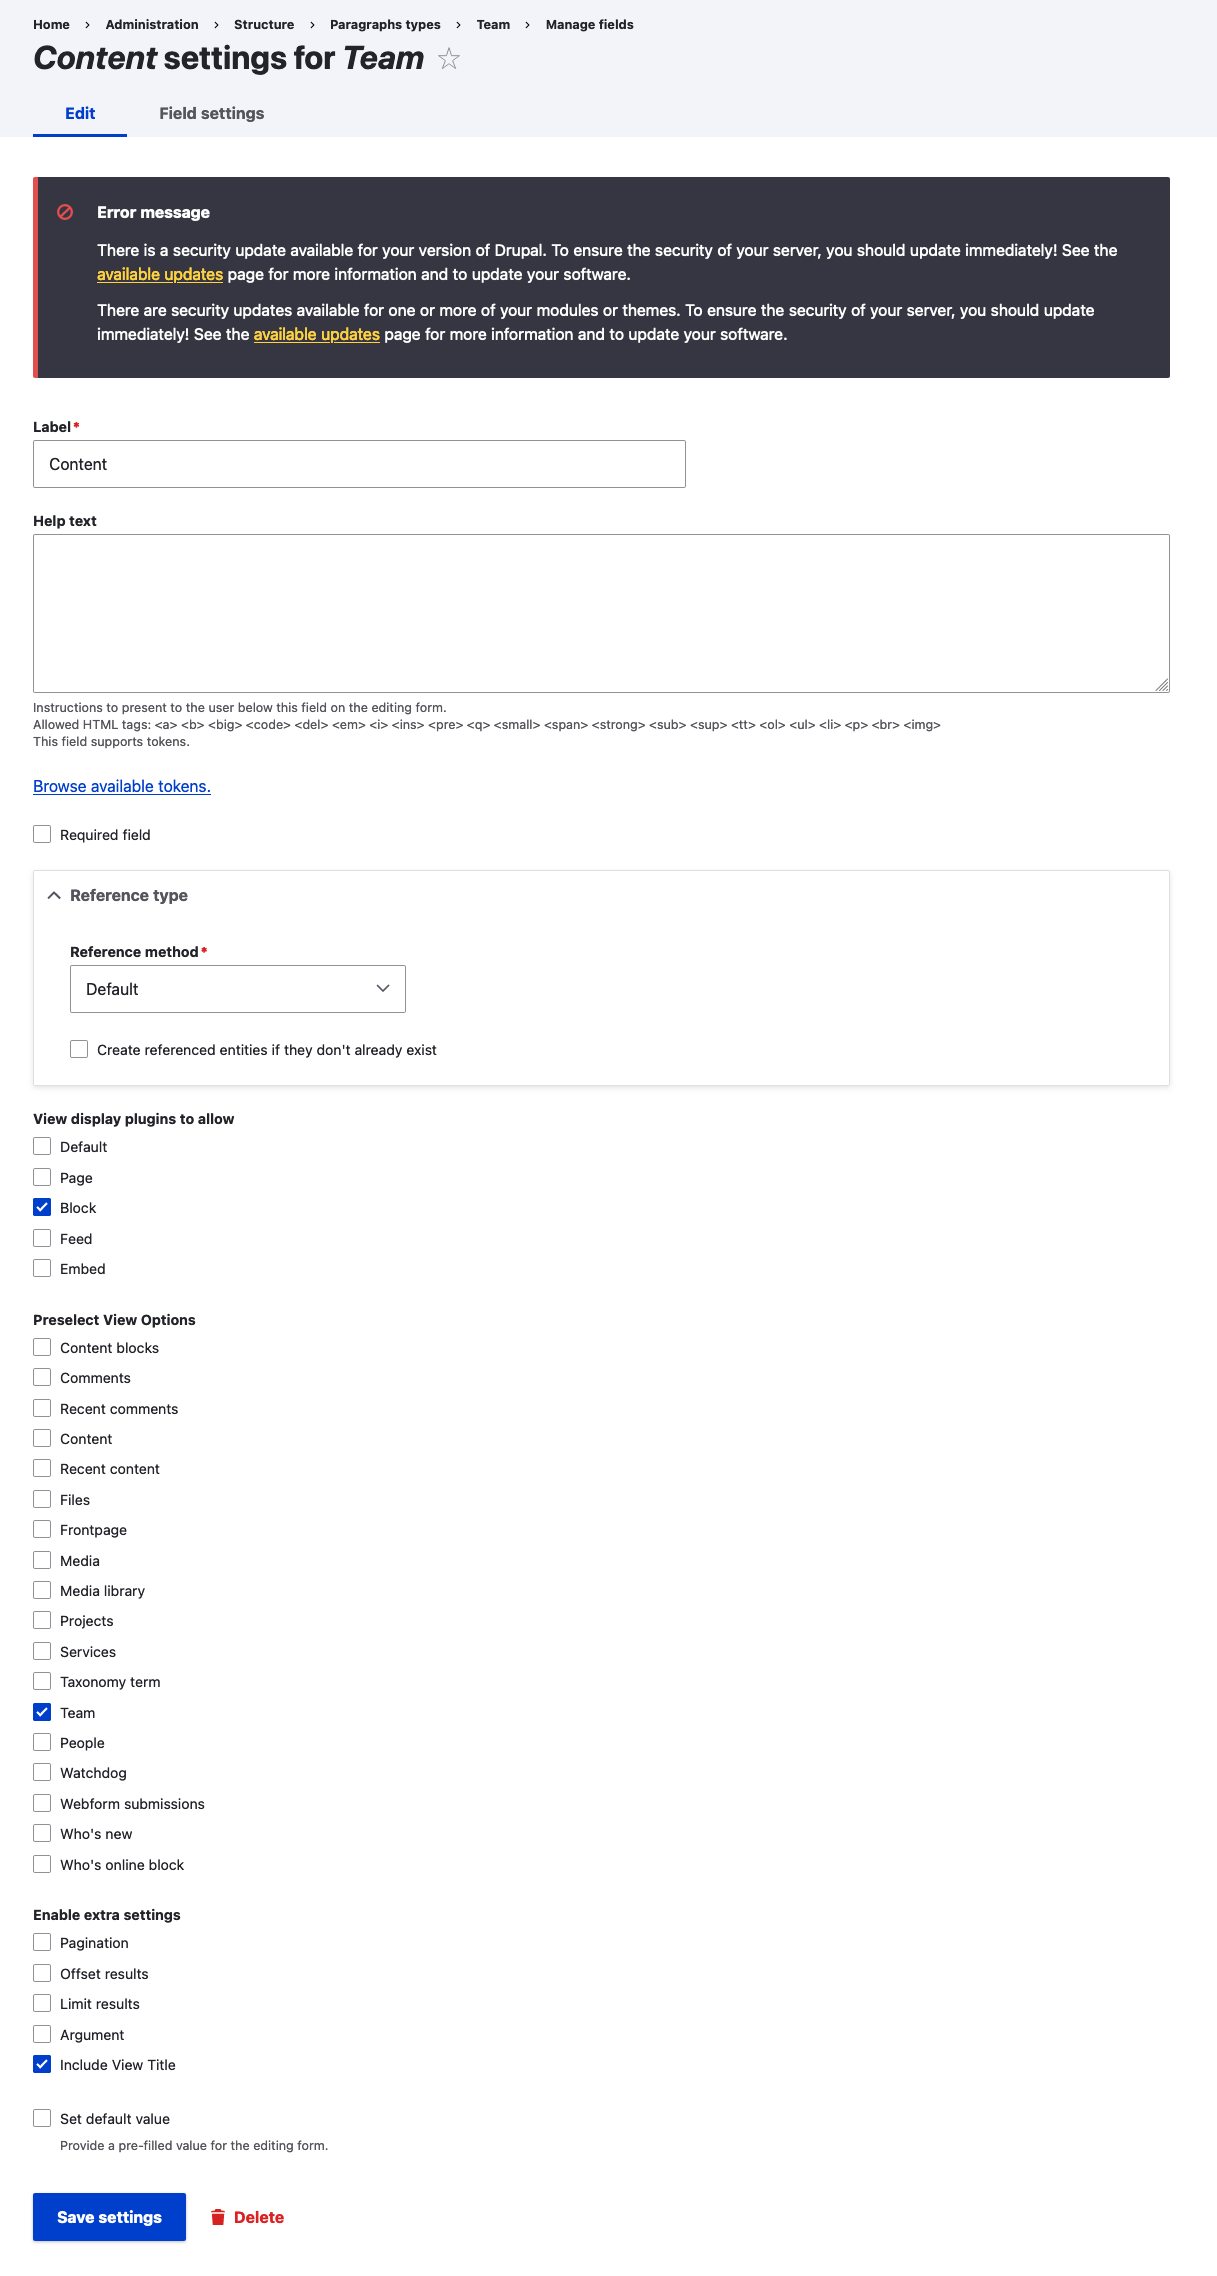 Home > Administration > Structure > Paragraphs types > Team > Manage fields
Content settings for Team
Edit Field settings
Error message
There is a security update available for your version of Drupal. To ensure the security of your server, you should update immediately! See the
available updates page for more information and to update your software.
There are security updates available for one or more of your modules or themes. To ensure the security of your server, you should update
immediately! See the available updates page for more information and to update your software.
Label*
Content
Help text
Instructions to present to the user below this field on the editing form.
Allowed HTML tags: <a> <b> <big> <code> <del> <em> <i> <ins> <pre> <q> <small> <span> <strong> <sub> <sup> <tt> <ol> <ul> <li> <p> <br> <img>
This field supports tokens.
Browse available tokens.
Required field
Reference type
Reference method*
Default
Create referenced entities if they don't already exist
View display plugins to allow
Default
Page
Block
Feed
Embed
Preselect View Options
Content blocks
Comments
Recent comments
Content
Recent content
Files
Frontpage
Media
Media library
Projects
Services
Taxonomy term
Team
People
Watchdog
Webform submissions
Who's new
Who's online block
Enable extra settings
Pagination
Offset results
Limit results
Argument
Include View Title
Set default value
Provide a pre-filled value for the editing form.
Save settings Delete